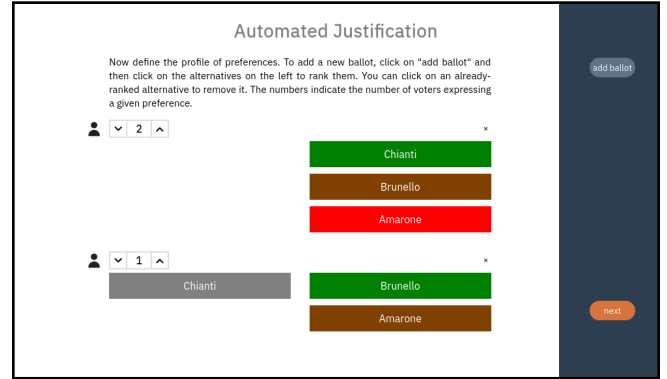 Automated Justification
Now define the profile of preferences. To add a new ballot, click on "add ballot" and
then click on the alternatives on the left to rank them. You can click on an already-
ranked alternative to remove it. The numbers indicate the number of voters expressing
a given preference.
add ballot
2
×
Chianti
Brunello
Amarone
1
×
Chianti
Brunello
Amarone
next